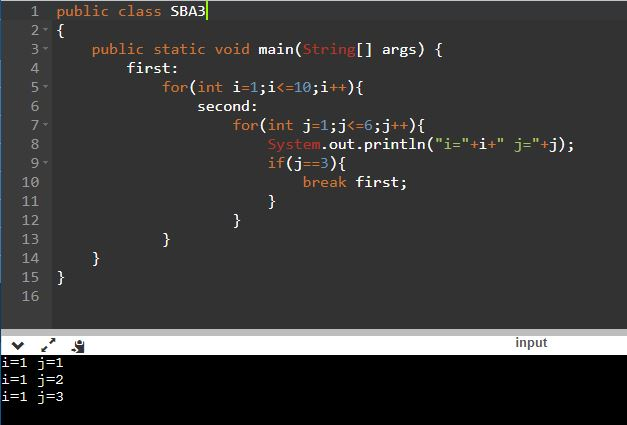 1 public class SBA3
2 {
3 public static void main(String[] args) {
4 first:
5 for(int i=1;i<=10;i++){
6 second:
7 for(int j=1;j<=6;j++){
8 System.out.println("i="+i+" j="+j);
9 if(j==3){
10 break first;
11 }
12 }
13 }
14 }
15 }
16
input
i=1 j=1
i=1 j=2
i=1 j=3